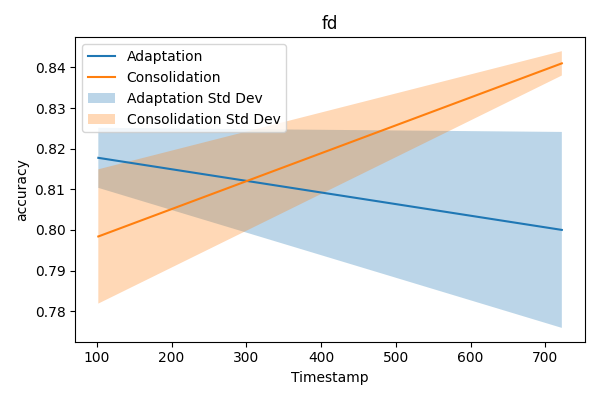 fd
Adaptation
Consolidation
Adaptation Std Dev
Consolidation Std Dev
accuracy
0.84
0.83
0.82
0.81
0.80
0.79
0.78
100 200 300 400 500 600 700
Timestamp